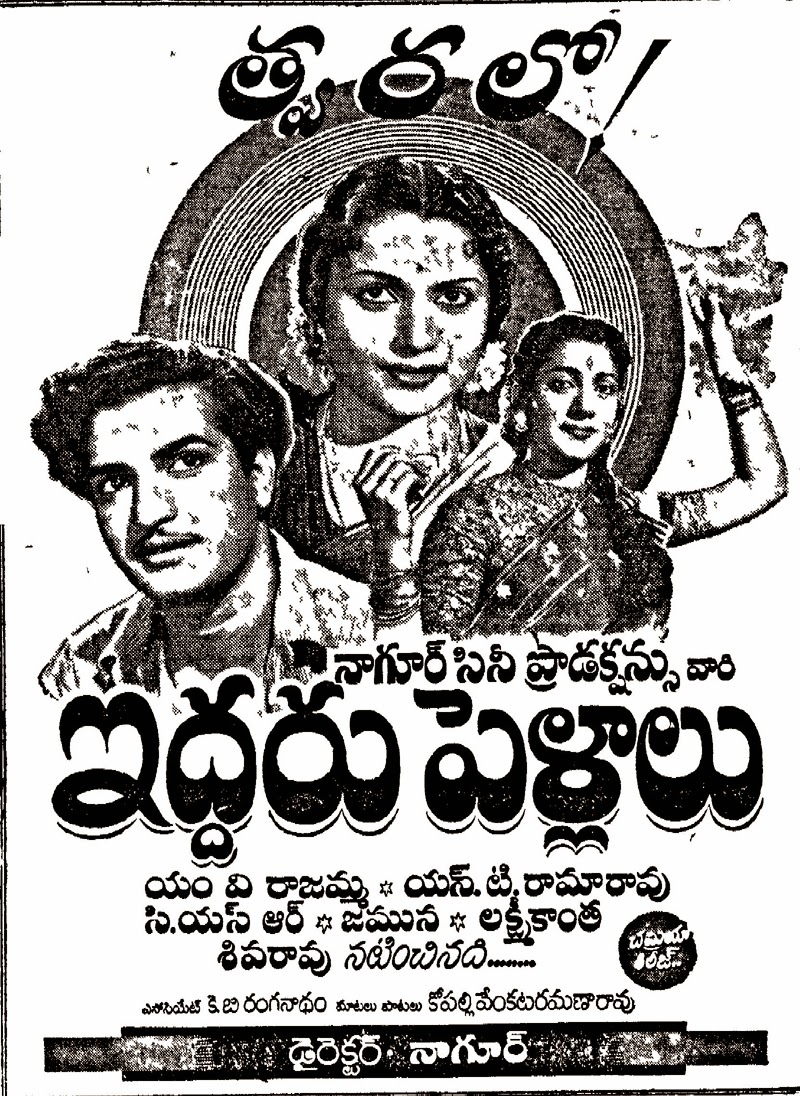 త్వరలో!
నాగూర్ సినీ ప్రొడక్షన్సు వారి
ఇద్దరు పెళ్లాలు
యం వి రాజమ్మ * యన్.టి.రామారావు
సి.యస్ ఆర్ * జమున * లక్ష్మీకాంత
శివరావు నటించినది........
రిలీజ్
ఎసోసియేట్ కె.బి రంగనాథం మాటలు పాటలు కోపల్లి వేంకటరమణారావు
డైరెక్టర్ నాగూర్